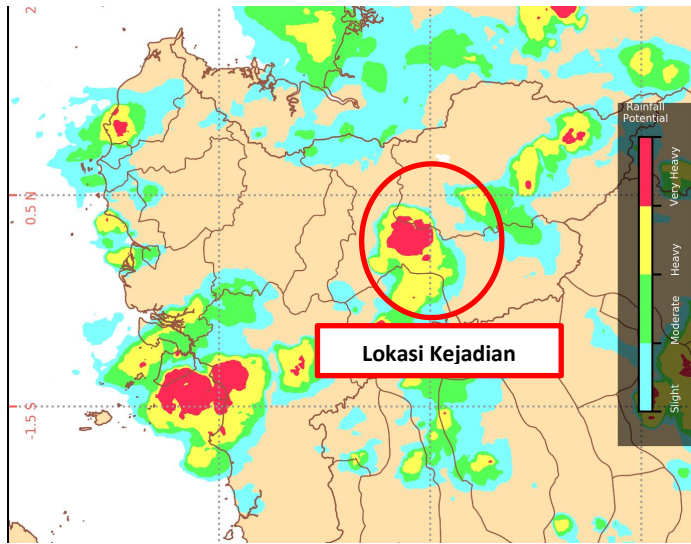 2
0.5 N
-1.5 S
Rainfall
Potential
Very Heavy
Heavy
Moderate
Slight
Lokasi Kejadian